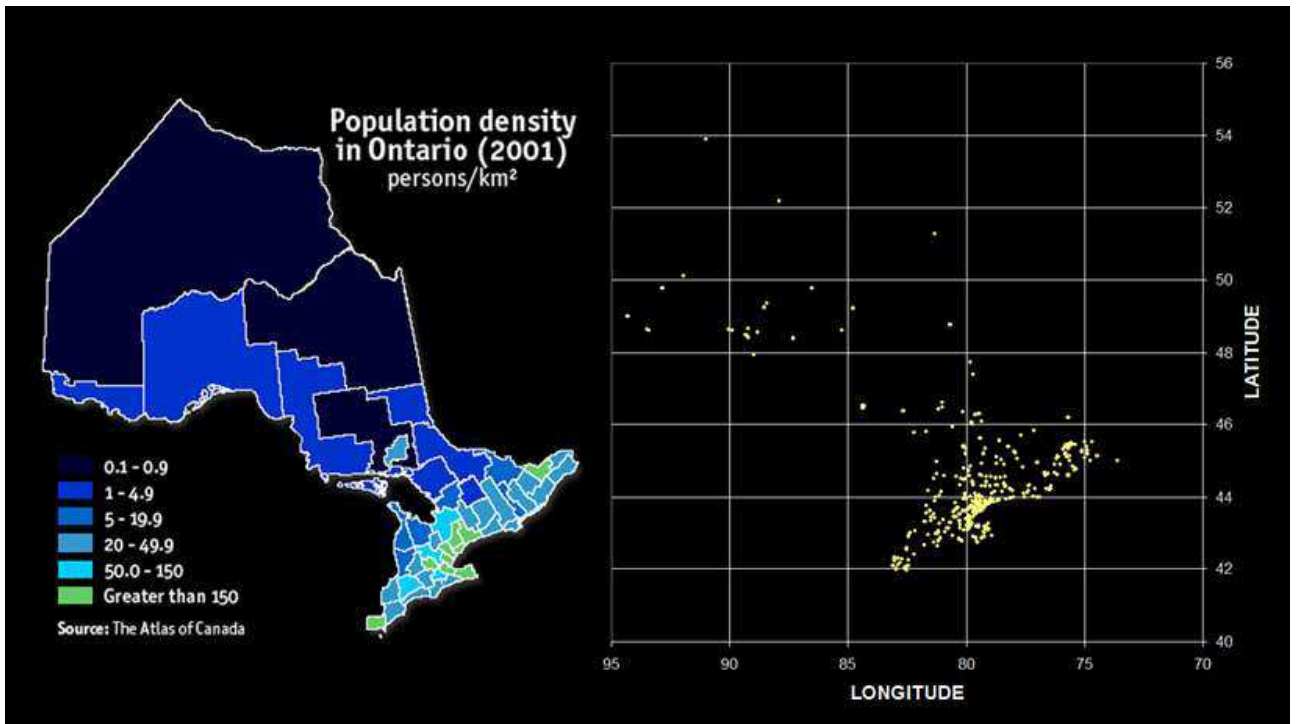 Population density
in Ontario (2001)
persons/km²
0.1 - 0.9
1 - 4.9
5 - 19.9
20 - 49.9
50.0 - 150
Greater than 150
Source: The Atlas of Canada
56
54
52
50
48
46
44
42
40
LATITUDE
95 90 85 80 75 70
LONGITUDE